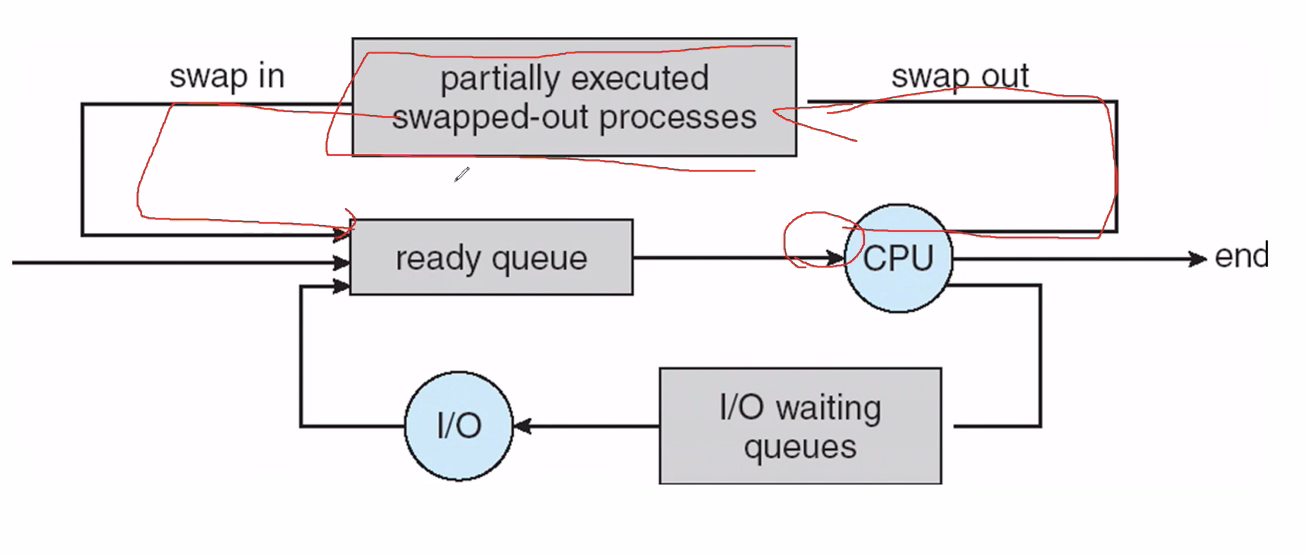 swap in
partially executed
swapped-out processes
swap out
ready queue
CPU
end
I/O
I/O waiting
queues